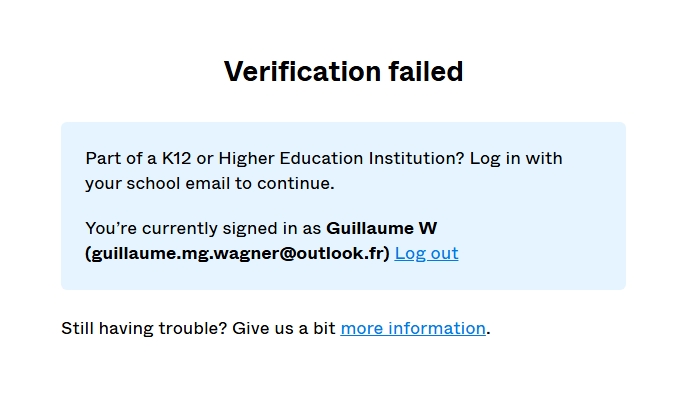 Verification failed
Part of a K12 or Higher Education Institution? Log in with
your school email to continue.
You’re currently signed in as Guillaume W
(guillaume.mg.wagner@outlook.fr) Log out
Still having trouble? Give us a bit more information.